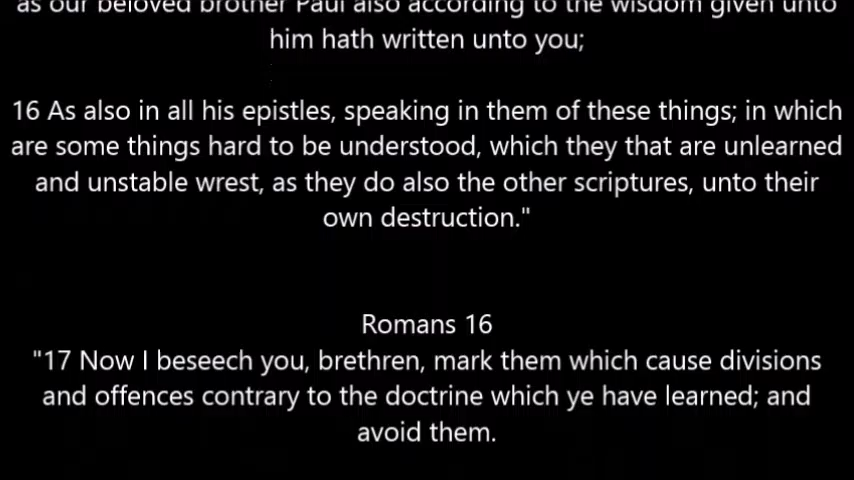 as our beloved brother Paul also according to the wisdom given unto
him hath written unto you;
16 As also in all his epistles, speaking in them of these things; in which
are some things hard to be understood, which they that are unlearned
and unstable wrest, as they do also the other scriptures, unto their
own destruction."
Romans 16
"17 Now I beseech you, brethren, mark them which cause divisions
and offences contrary to the doctrine which ye have learned; and
avoid them.